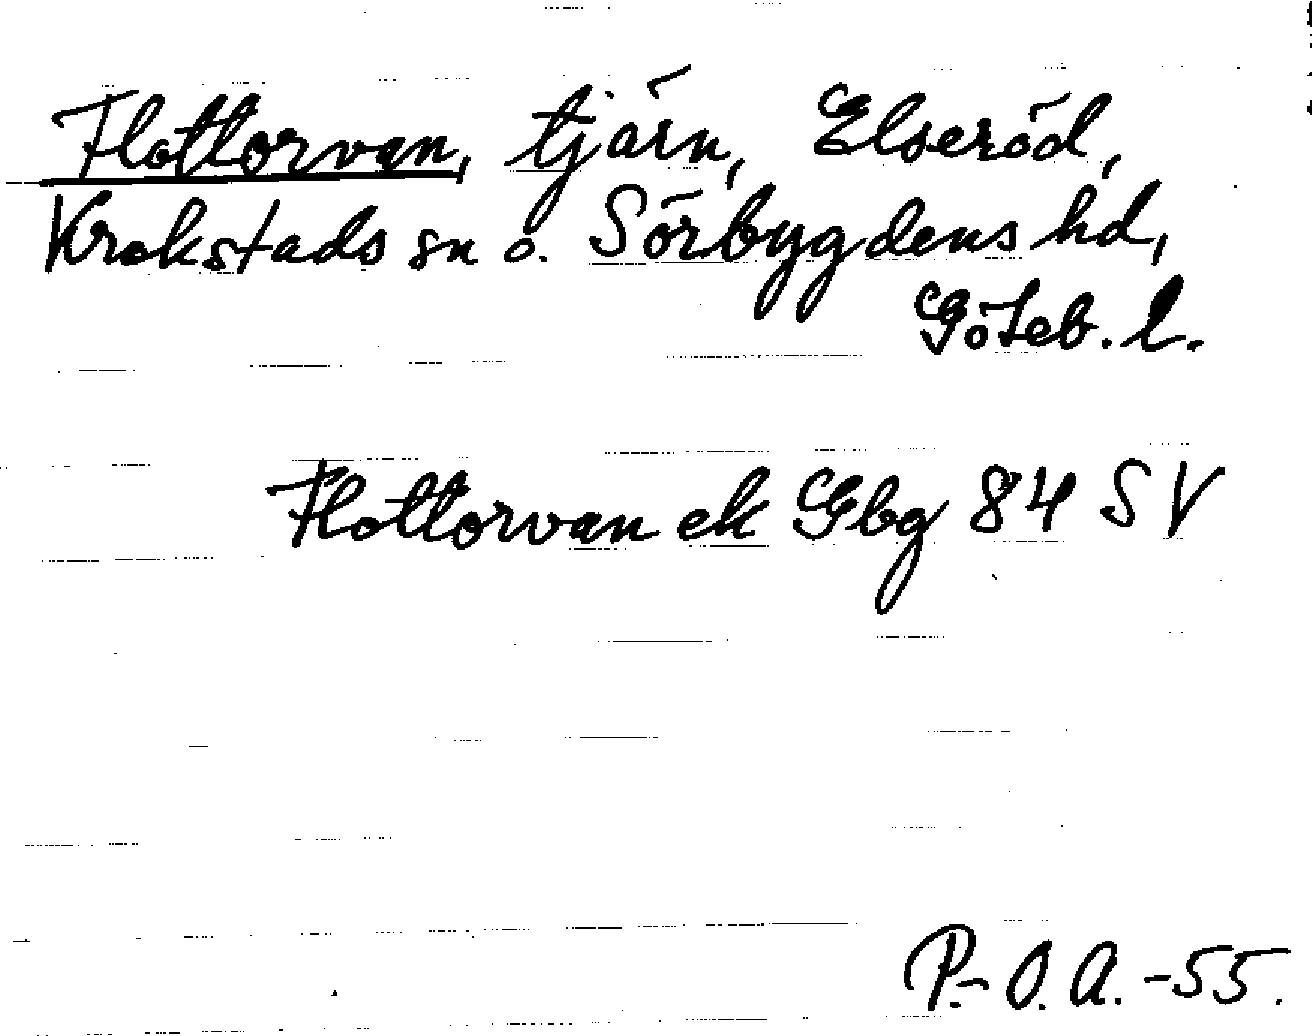 Flottorvan, tjärn, Elseröd,
Krokstads sn o. Sörbygdens hd,
Göteb. l.
Flottorvan ek Gbg 84 SV
P.-O. A. -55.